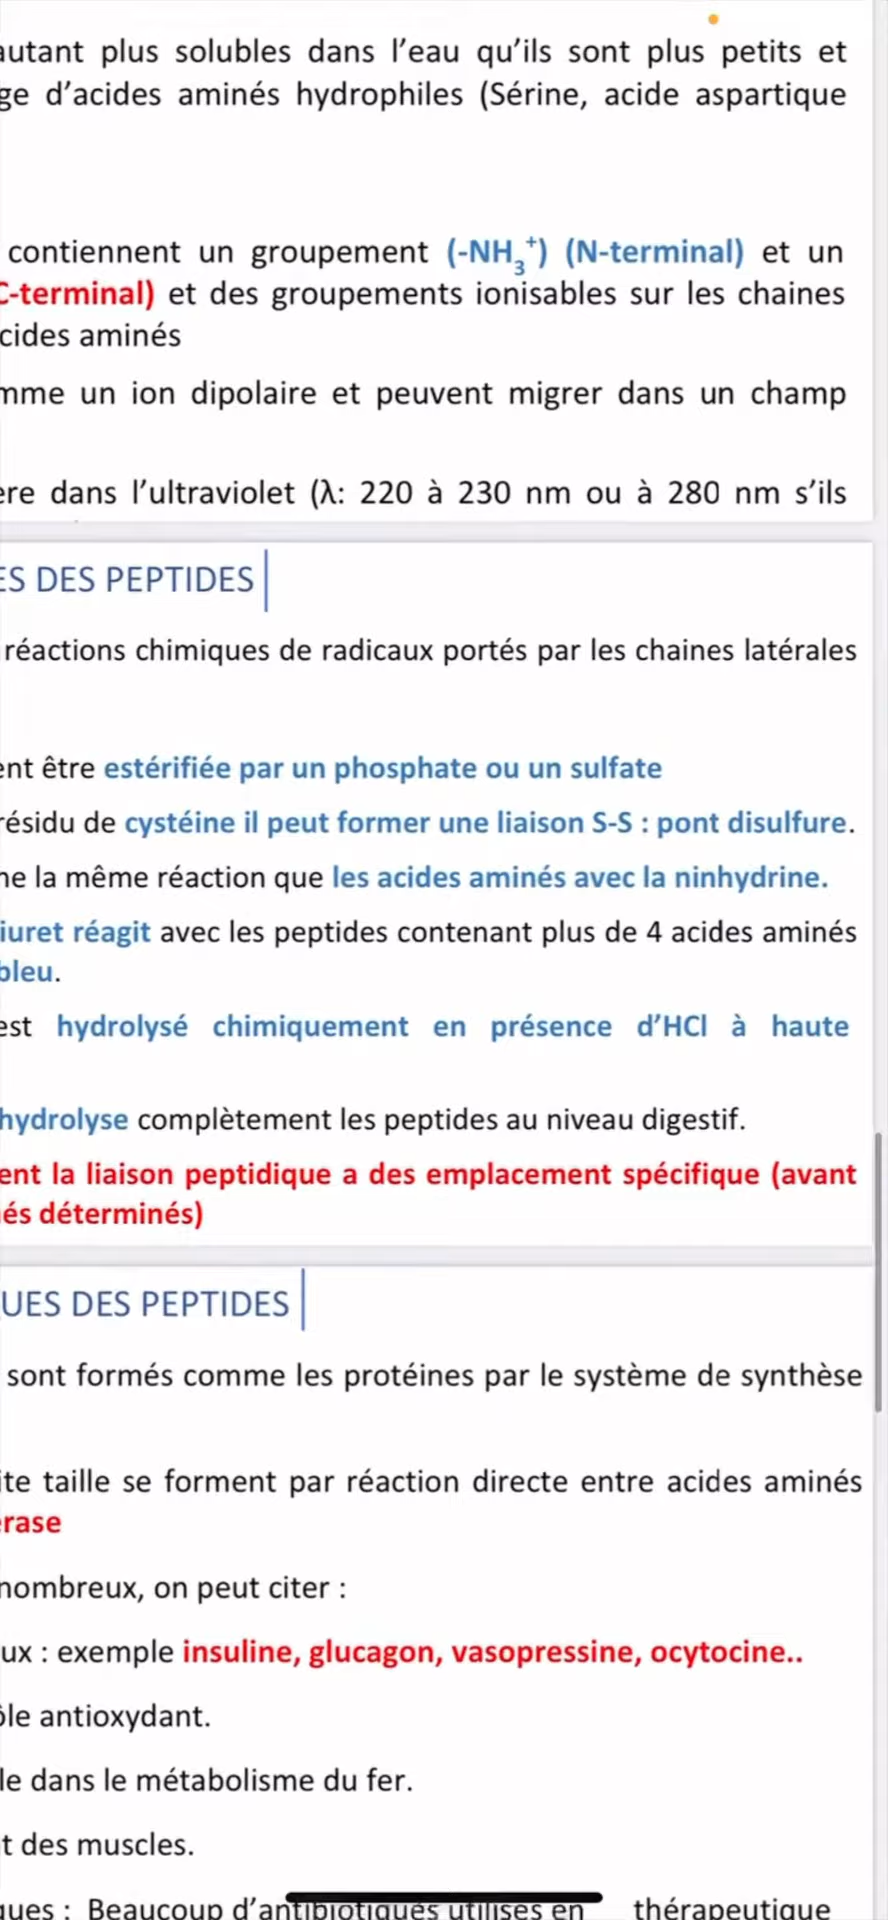 autant plus solubles dans l’eau qu’ils sont plus petits et
ge d’acides aminés hydrophiles (Sérine, acide aspartique
contiennent un groupement (-NH₃⁺) (N-terminal) et un
C-terminal) et des groupements ionisables sur les chaines
cides aminés
mme un ion dipolaire et peuvent migrer dans un champ
ere dans l’ultraviolet (λ: 220 à 230 nm ou à 280 nm s’ils
ES DES PEPTIDES
réactions chimiques de radicaux portés par les chaines latérales
ent être estérifiée par un phosphate ou un sulfate
résidu de cystéine il peut former une liaison S-S : pont disulfure.
ne la même réaction que les acides aminés avec la ninhydrine.
iuret réagit avec les peptides contenant plus de 4 acides aminés
bleu.
est hydrolysé chimiquement en présence d’HCl à haute
hydrolyse complètement les peptides au niveau digestif.
ent la liaison peptidique a des emplacement spécifique (avant
és déterminés)
UES DES PEPTIDES
sont formés comme les protéines par le système de synthèse
ite taille se forment par réaction directe entre acides aminés
rase
nombreux, on peut citer :
ux : exemple insuline, glucagon, vasopressine, ocytocine..
ôle antioxydant.
le dans le métabolisme du fer.
t des muscles.
ques : Beaucoup d’antibiotiques utilisés en thérapeutique